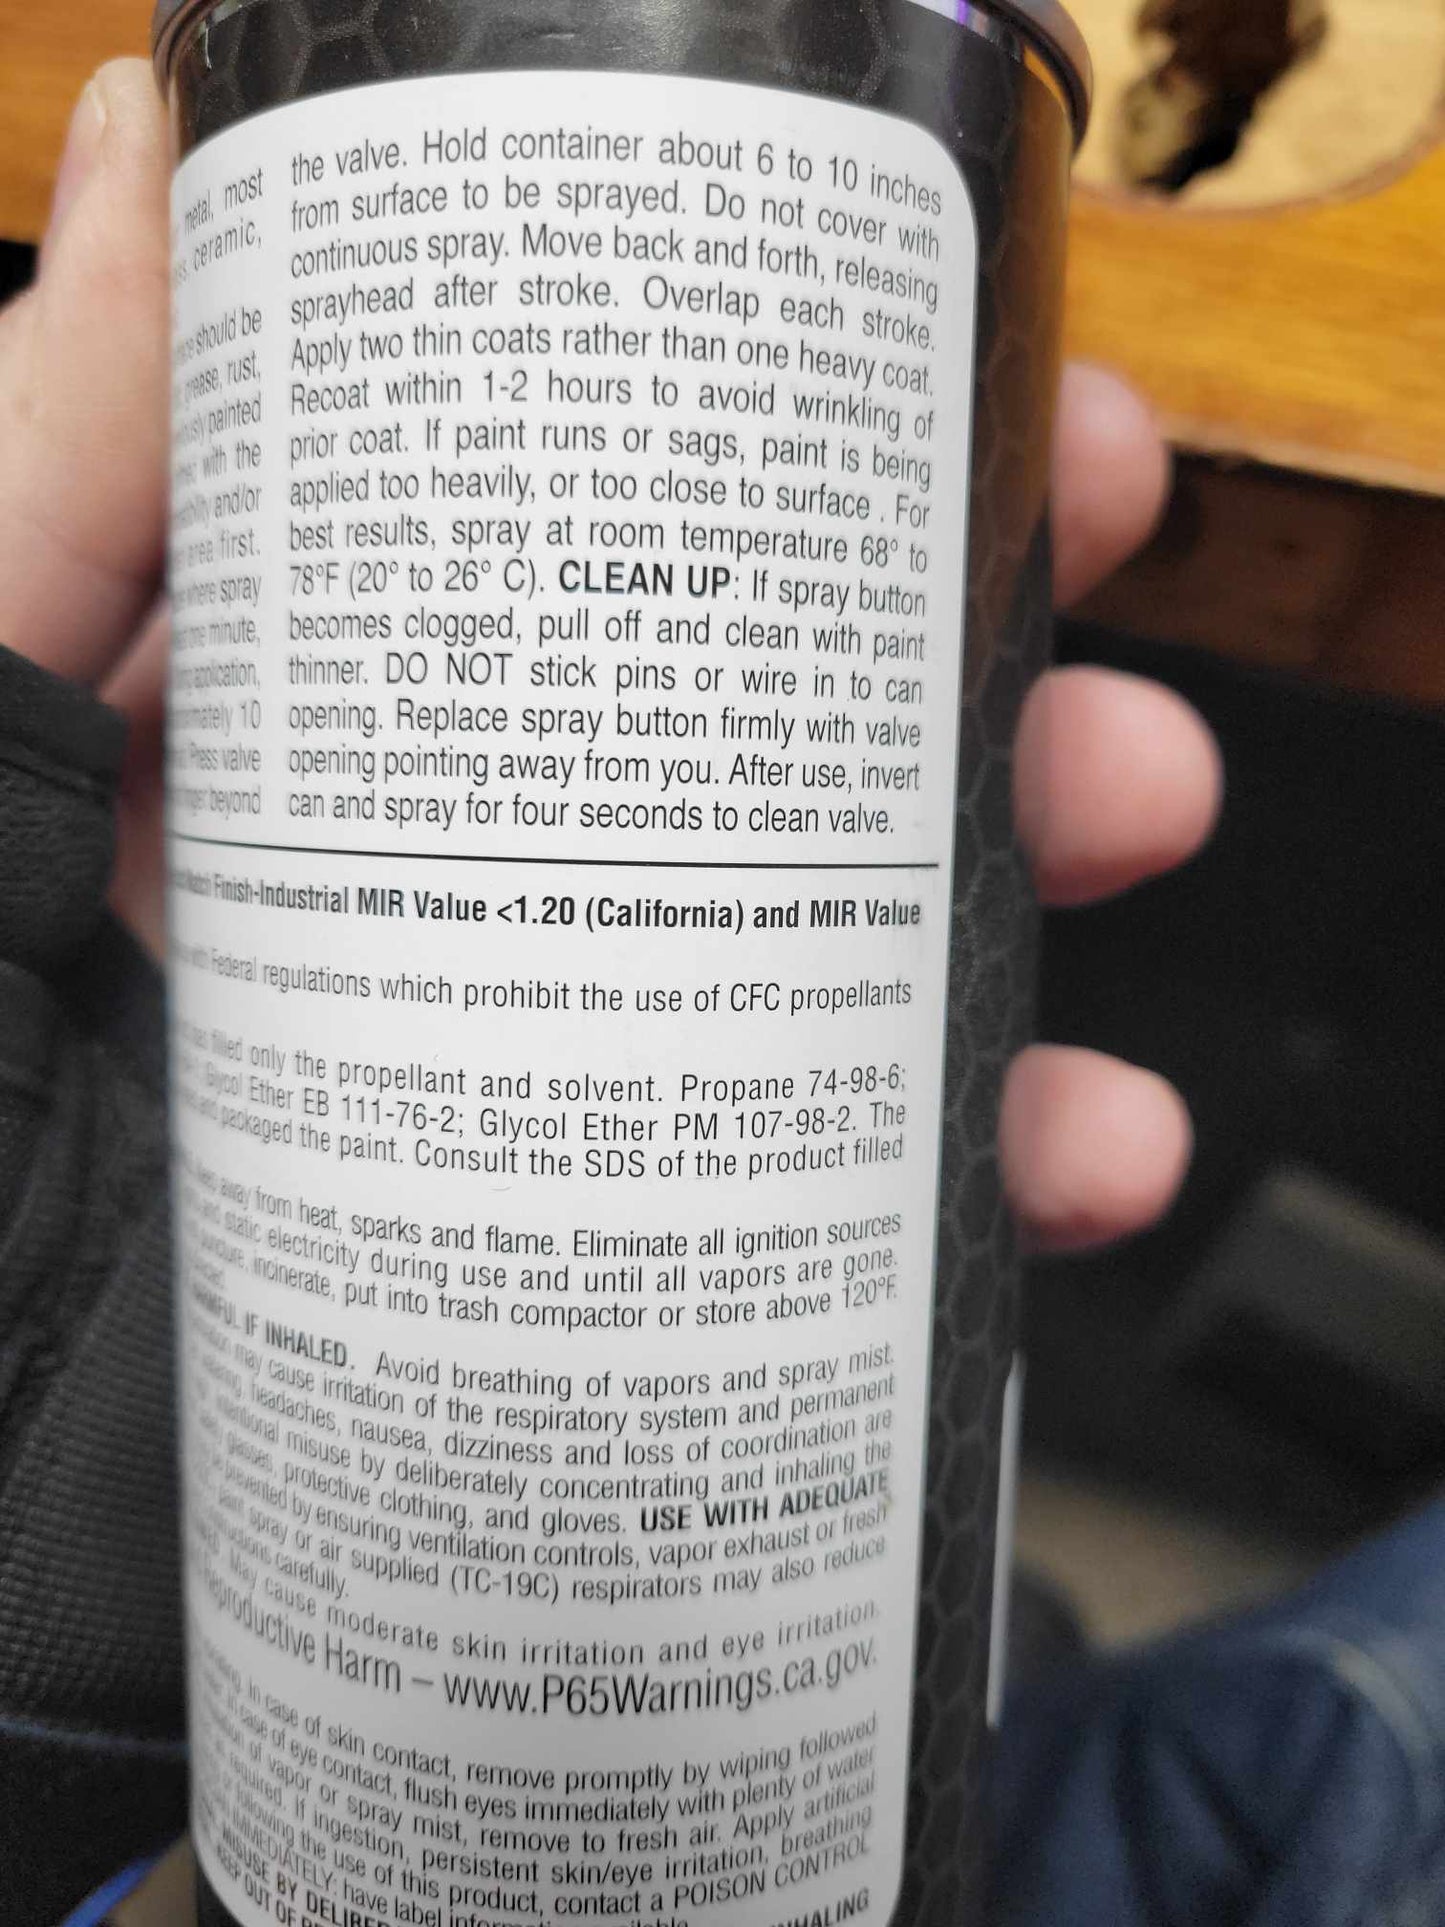 metal, most
ceramic,
should be
grease, rust,
painted
with the
and/or
area first.
where spray
one minute,
application,
10
Press valve
beyond
the valve. Hold container about 6 to 10 inches
from surface to be sprayed. Do not cover with
continuous spray. Move back and forth, releasing
sprayhead after stroke. Overlap each stroke.
Apply two thin coats rather than one heavy coat.
Recoat within 1-2 hours to avoid wrinkling of
prior coat. If paint runs or sags, paint is being
applied too heavily, or too close to surface . For
best results, spray at room temperature 68° to
78°F (20° to 26° C). CLEAN UP: If spray button
becomes clogged, pull off and clean with paint
thinner. DO NOT stick pins or wire in to can
opening. Replace spray button firmly with valve
opening pointing away from you. After use, invert
can and spray for four seconds to clean valve.
Finish-Industrial MIR Value <1.20 (California) and MIR Value
Federal regulations which prohibit the use of CFC propellants
filled only the propellant and solvent. Propane 74-98-6;
Glycol Ether EB 111-76-2; Glycol Ether PM 107-98-2. The
packaged the paint. Consult the SDS of the product filled
away from heat, sparks and flame. Eliminate all ignition sources
static electricity during use and until all vapors are gone.
puncture, incinerate, put into trash compactor or store above 120°F.
HARMFUL IF INHALED. Avoid breathing of vapors and spray mist.
may cause irritation of the respiratory system and permanent
headaches, nausea, dizziness and loss of coordination are
intentional misuse by deliberately concentrating and inhaling the
glasses, protective clothing, and gloves. USE WITH ADEQUATE
prevented by ensuring ventilation controls, vapor exhaust or fresh
paint spray or air supplied (TC-19C) respirators may also reduce
instructions carefully.
May cause moderate skin irritation and eye irritation.
Reproductive Harm – www.P65Warnings.ca.gov.
In case of skin contact, remove promptly by wiping followed
In case of eye contact, flush eyes immediately with plenty of water
of vapor or spray mist, remove to fresh air. Apply artificial
required. If ingestion, persistent skin/eye irritation, breathing
following the use of this product, contact a POISON CONTROL
IMMEDIATELY; have label
MISUSE BY INHALING
KEEP OUT OF